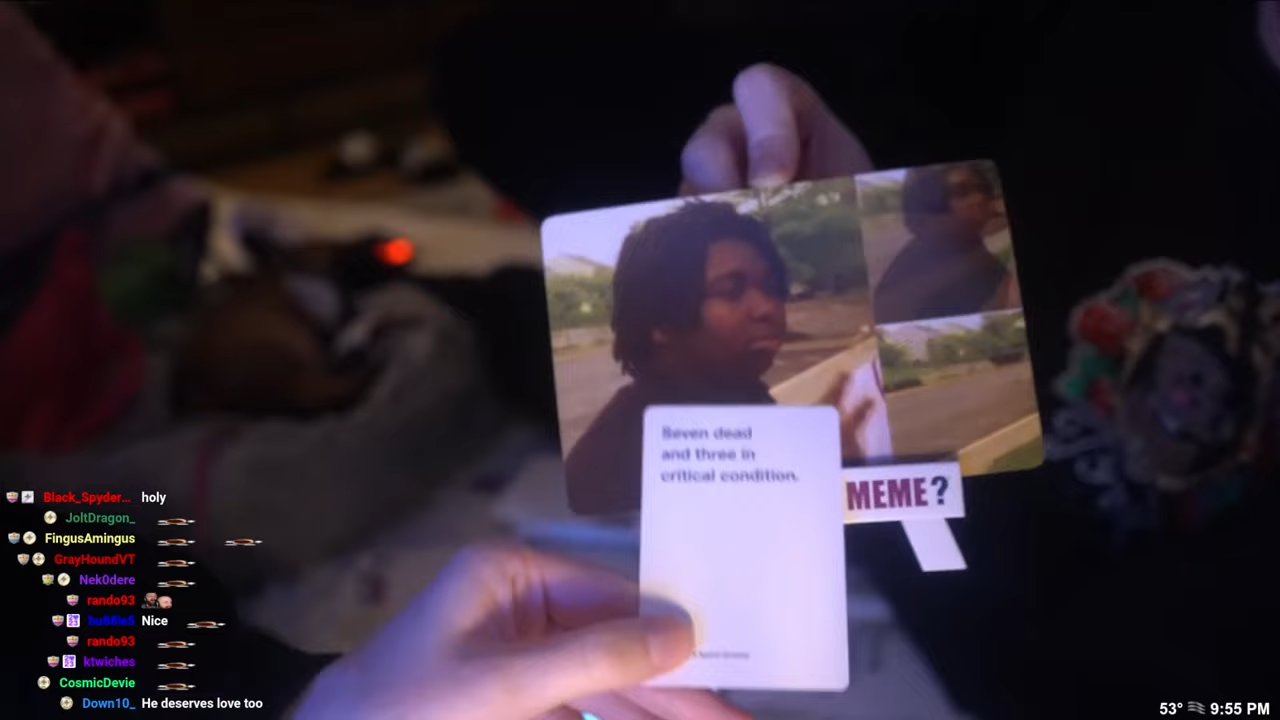 Seven dead
and three in
critical condition.
MEME?
Black_Spyder... holy
JoltDragon_
FingusAmingus
GrayHoundVT
Nek0dere
rando93
Nice
rando93
ktwiches
CosmicDevie
Down10_ He deserves love too
53° 9:55 PM